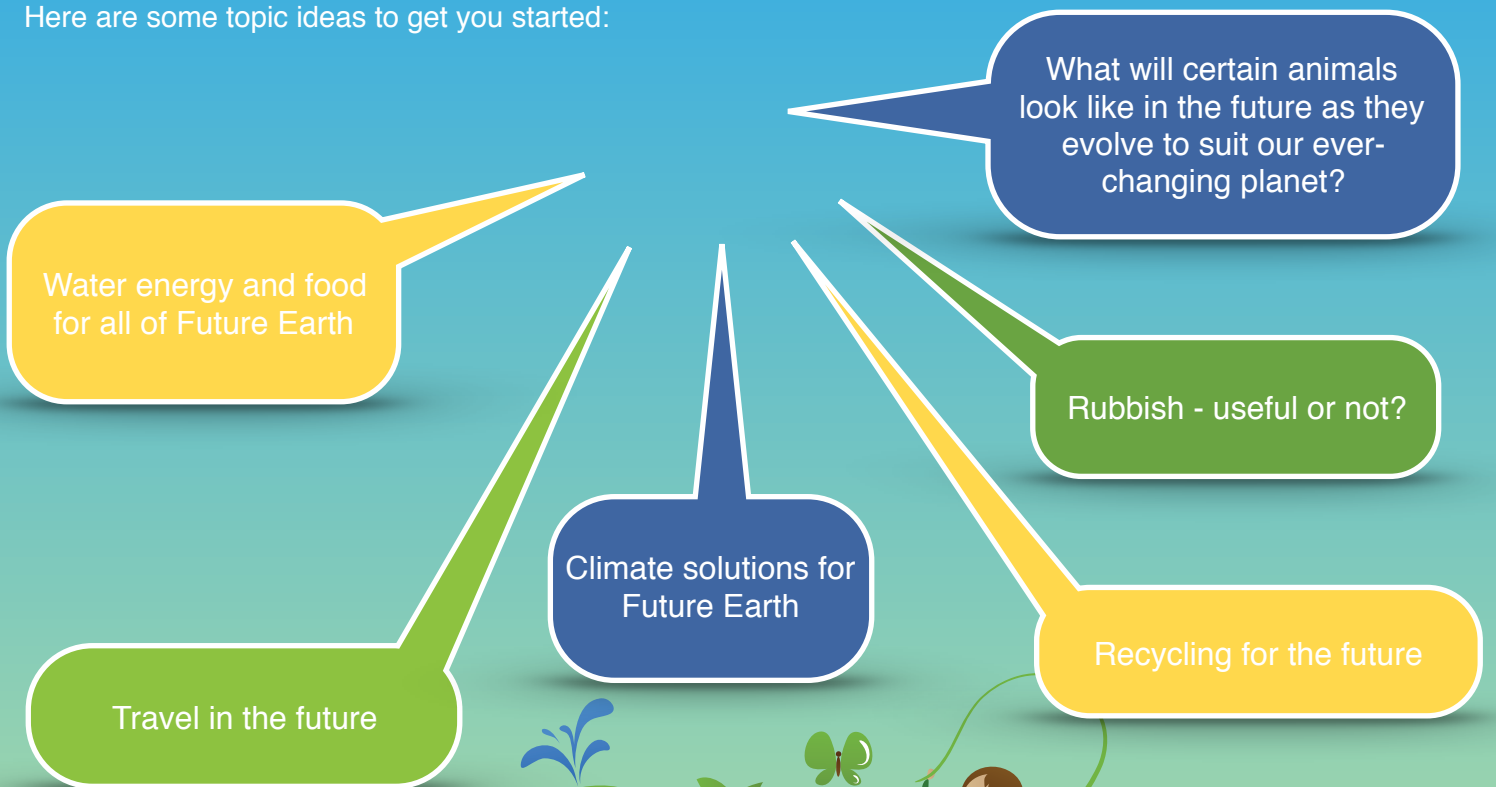 Here are some topic ideas to get you started:
What will certain animals
look like in the future as they
evolve to suit our ever-
changing planet?
Water energy and food
for all of Future Earth
Rubbish - useful or not?
Climate solutions for
Future Earth
Recycling for the future
Travel in the future